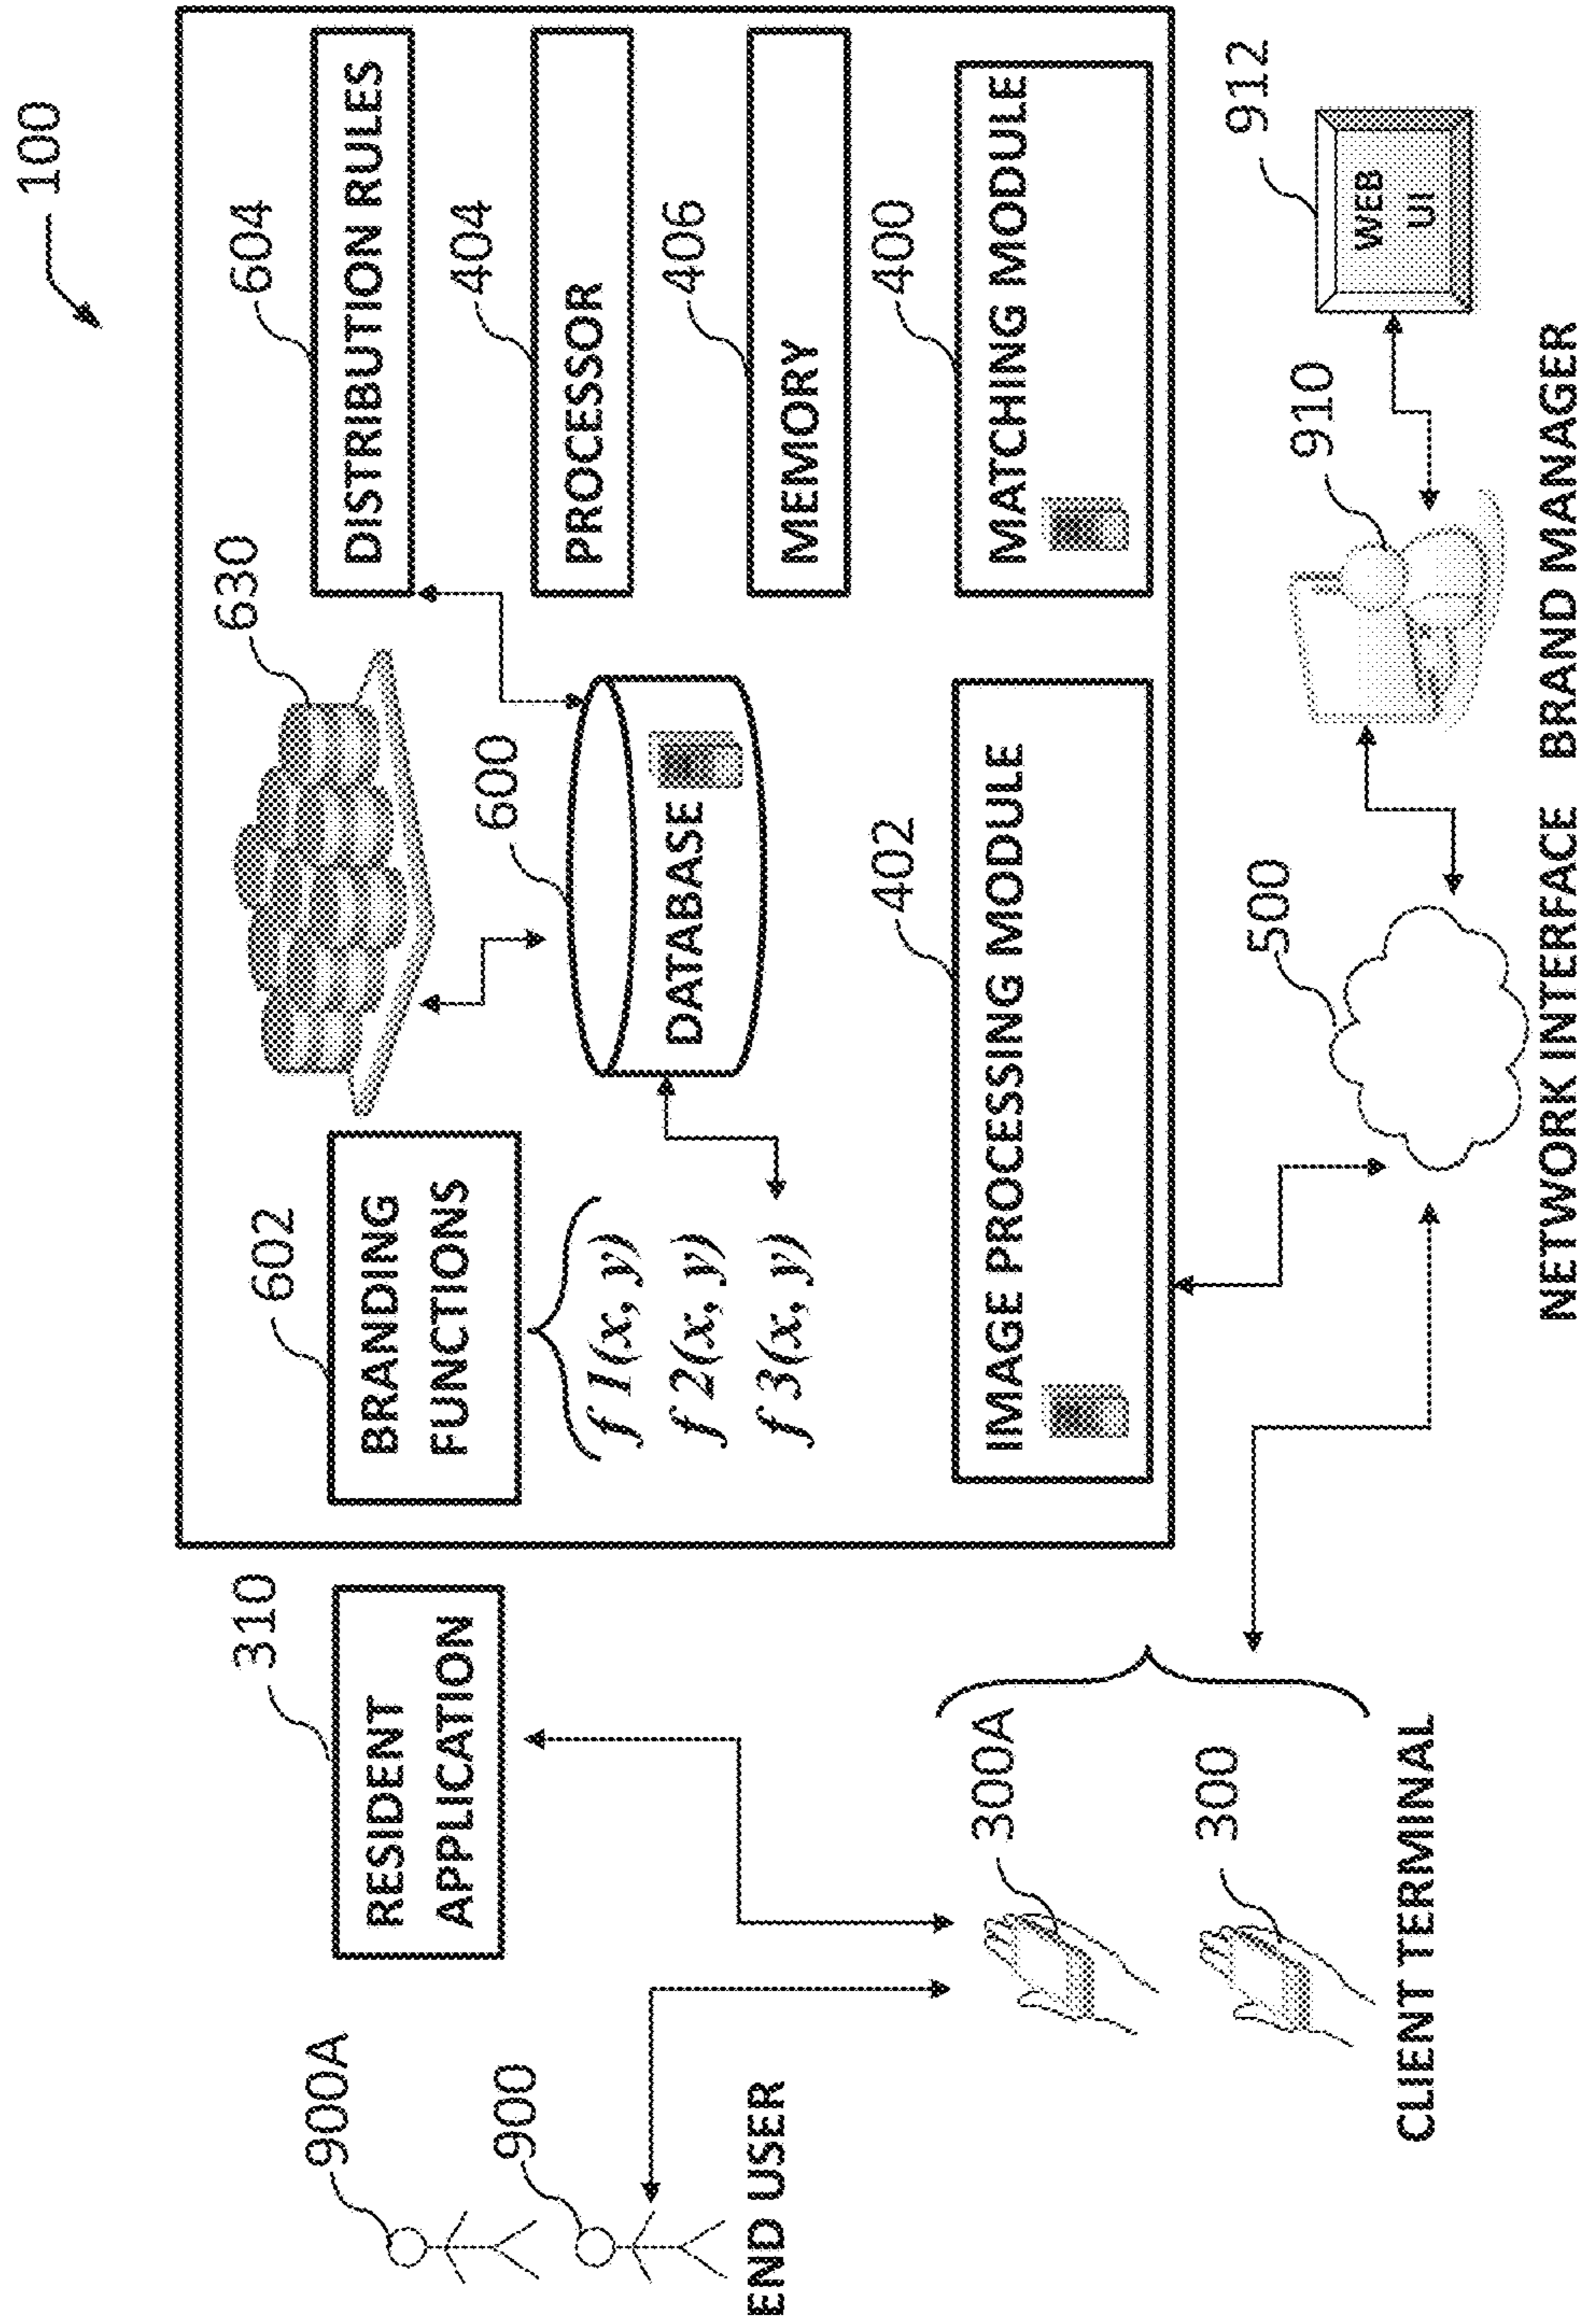 100
604
DISTRIBUTION RULES
404
PROCESSOR
406
MEMORY
400
MATCHING MODULE
630
600
DATABASE
602
BRANDING
FUNCTIONS
f 1(x, y)
f 2(x, y)
f 3(x, y)
402
IMAGE PROCESSING MODULE
310
RESIDENT
APPLICATION
900A
900
END USER
300A
300
CLIENT TERMINAL
500
NETWORK INTERFACE
910
BRAND MANAGER
912
WEB
UI